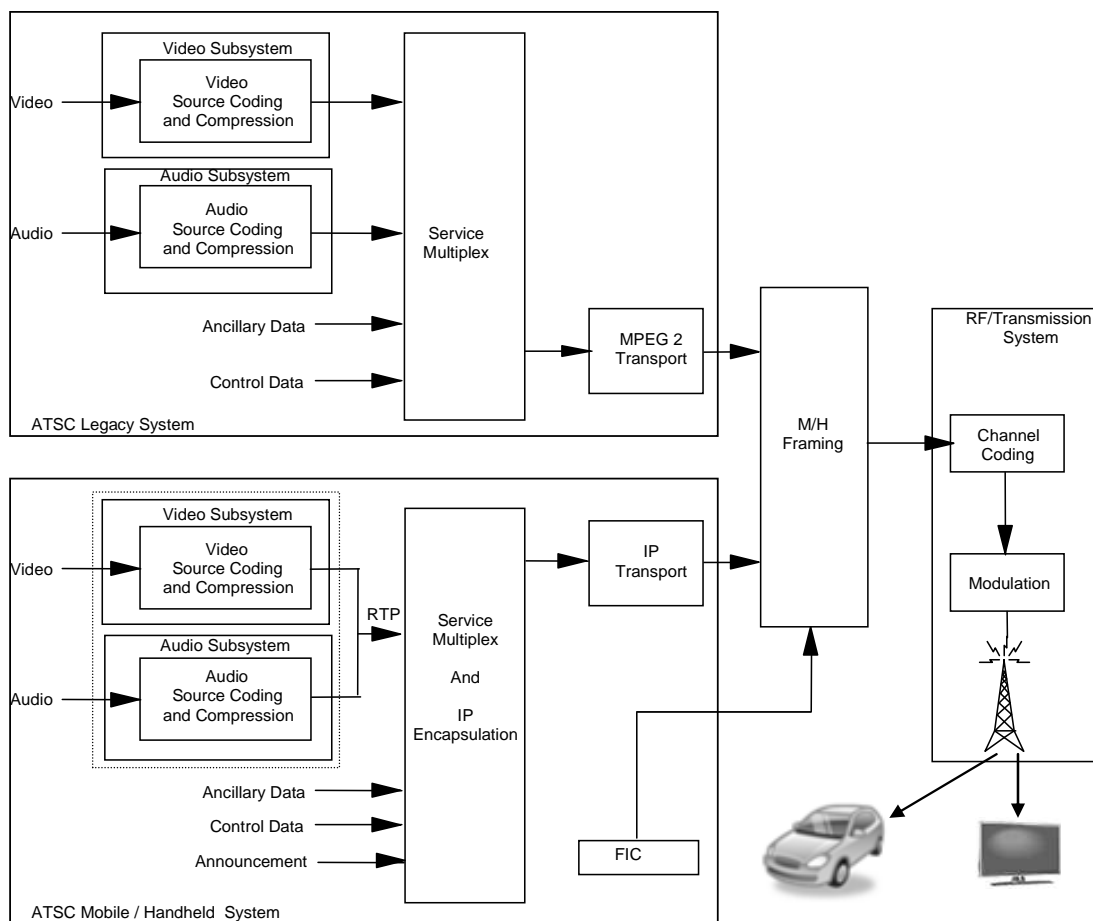 Video Subsystem
Video
Source Coding
and Compression
Video
Audio Subsystem
Audio
Source Coding
and Compression
Audio
Service
Multiplex
Ancillary Data
Control Data
MPEG 2
Transport
ATSC Legacy System
M/H
Framing
RF/Transmission
System
Channel
Coding
Modulation
Video Subsystem
Video
Source Coding
and Compression
Video
RTP
Audio Subsystem
Audio
Source Coding
and Compression
Audio
Service
Multiplex
And
IP
Encapsulation
IP
Transport
Ancillary Data
Control Data
Announcement
FIC
ATSC Mobile / Handheld System